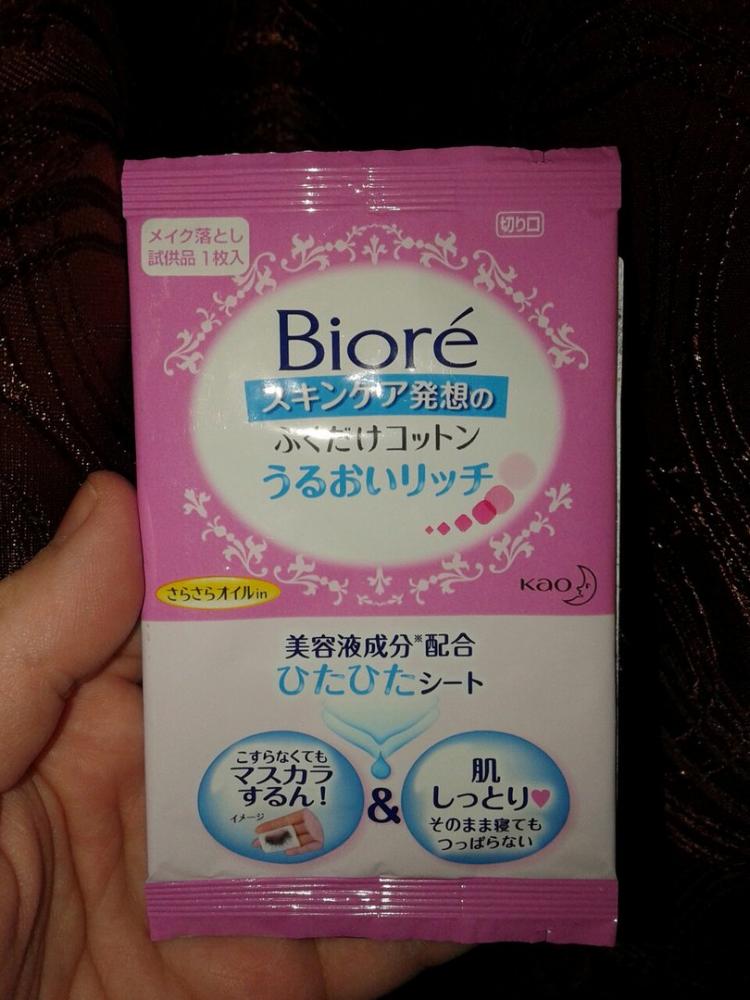 メイク落とし
試供品 1枚入
切り口
Bioré
スキンケア発想の
ふくだけコットン
うるおいリッチ
さらさらオイルin
Kao
美容液成分※配合
ひたひたシート
こすらなくても
マスカラ
するん!
イメージ
&
肌
しっとり♥
そのまま寝ても
つっぱらない